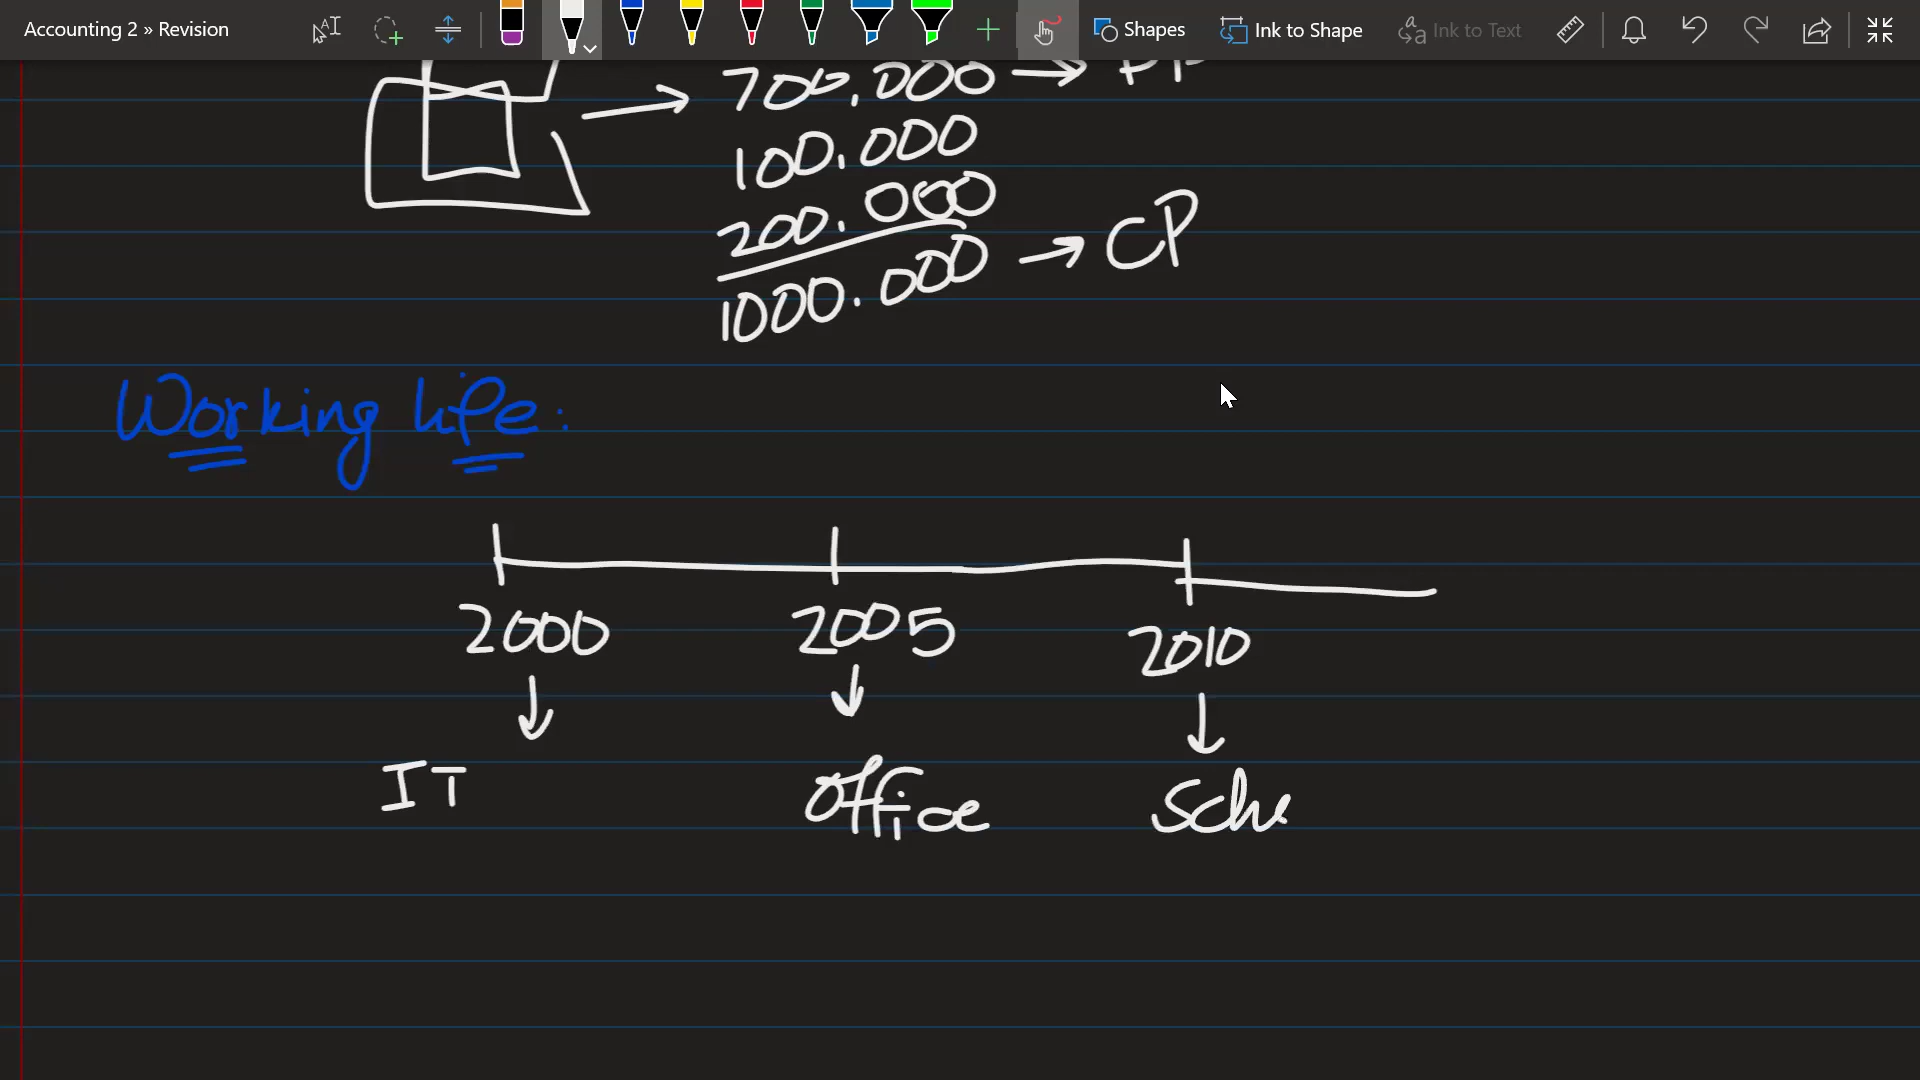 Accounting 2 » Revision
Shapes
Ink to Shape
Ink to Text
700.000 →
100.000
200.000
1000.000 → CP
Working life:
2000 2005 2010
IT office